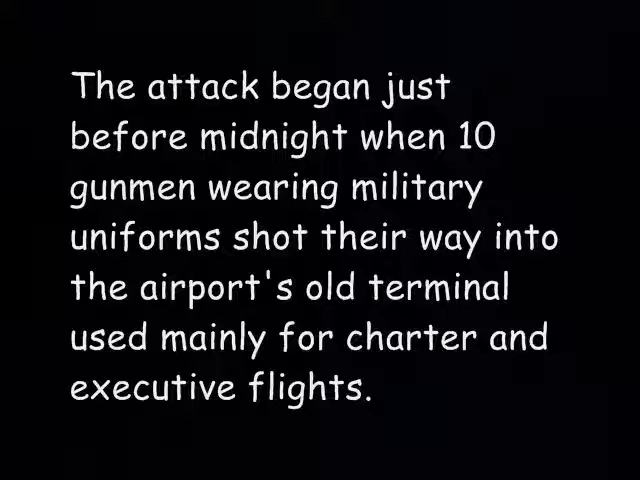 The attack began just
before midnight when 10
gunmen wearing military
uniforms shot their way into
the airport's old terminal
used mainly for charter and
executive flights.